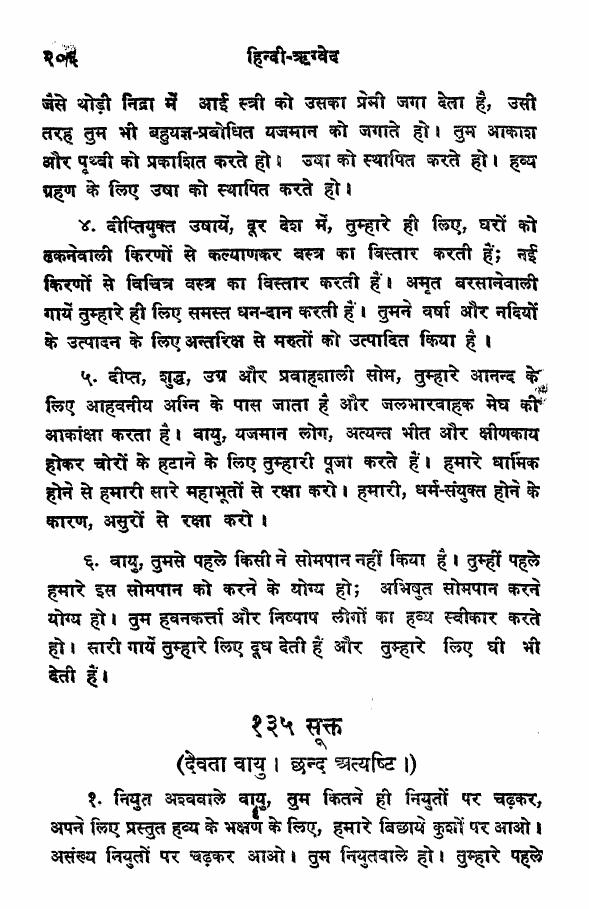 २०६ हिन्दी-ऋग्वेद
जैसे थोड़ी निद्रा में आई स्त्री को उसका प्रेमी जगा देता है, उसी
तरह तुम भी बहुयज्ञ-प्रबोधित यजमान को जगाते हो। तुम आकाश
और पृथ्वी को प्रकाशित करते हो। उषा को स्थापित करते हो। हव्य
ग्रहण के लिए उषा को स्थापित करते हो।
४. दीप्तियुक्त उषायें, दूर देश में, तुम्हारे ही लिए, घरों को
ढकनेवाली किरणों से कल्याणकर वस्त्र का विस्तार करती हैं; नई
किरणों से विचित्र वस्त्र का विस्तार करती हैं। अमृत बरसानेवाली
गायें तुम्हारे ही लिए समस्त धन-दान करती हैं। तुमने वर्षा और नदियों
के उत्पादन के लिए अन्तरिक्ष से मरुतों को उत्पादित किया है।
५. दीप्त, शुद्ध, उग्र और प्रवाहशाली सोम, तुम्हारे आनन्द के
लिए आहवनीय अग्नि के पास जाता है और जलभारवाहक मेघ की
आकांक्षा करता है। वायु, यजमान लोग, अत्यन्त भीत और क्षीणकाय
होकर चोरों के हटाने के लिए तुम्हारी पूजा करते हैं। हमारे धार्मिक
होने से हमारी सारे महाभूतों से रक्षा करो। हमारी, धर्म-संयुक्त होने के
कारण, असुरों से रक्षा करो।
६. वायु, तुमसे पहले किसी ने सोमपान नहीं किया है। तुम्हीं पहले
हमारे इस सोमपान को करने के योग्य हो; अभिषुत सोमपान करने
योग्य हो। तुम हवनकर्त्ता और निष्पाप लोगों का हव्य स्वीकार करते
हो। सारी गायें तुम्हारे लिए दूध देती हैं और तुम्हारे लिए घी भी
देती हैं।
१३५ सूक्त
(देवता वायु। छन्द अत्यष्टि।)
१. नियुत अश्ववाले वायु, तुम कितने ही नियुतों पर चढ़कर,
अपने लिए प्रस्तुत हव्य के भक्षण के लिए, हमारे बिछाये कुशों पर आओ।
असंख्य नियुतों पर चढ़कर आओ। तुम नियुतवाले हो। तुम्हारे पहले